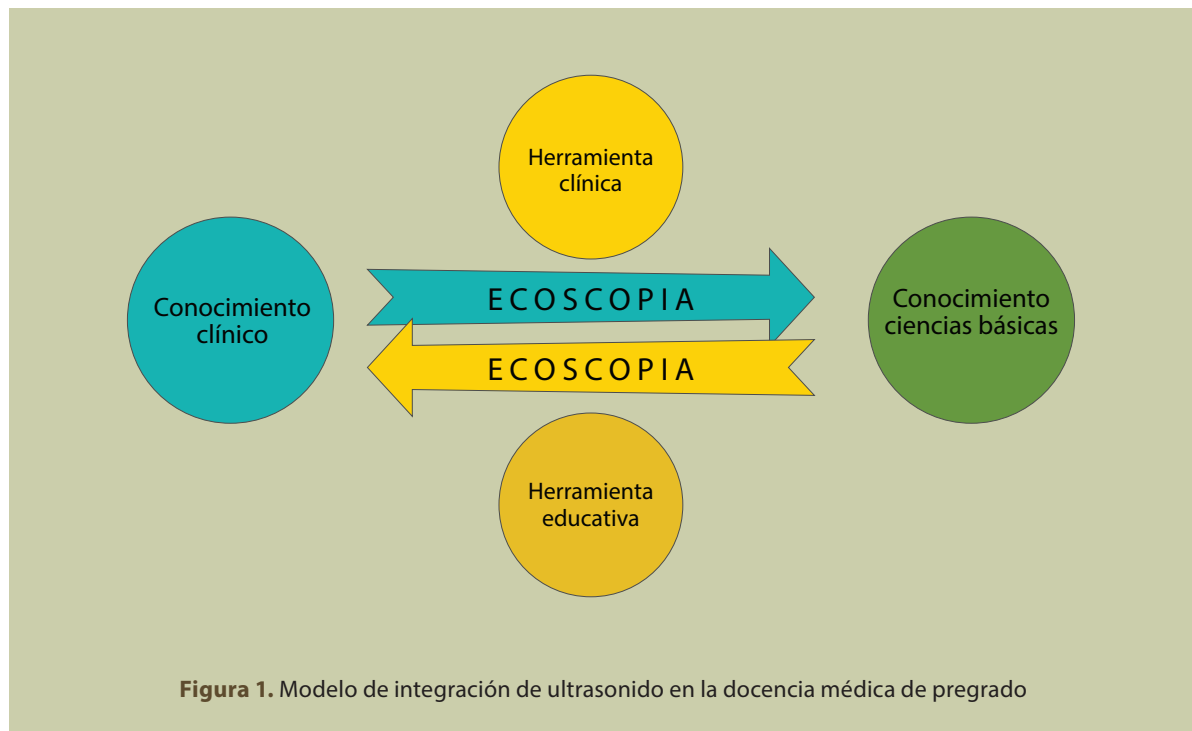 Herramienta
clínica
Conocimiento
clínico
ECOSCOPIA
Conocimiento
ciencias básicas
ECOSCOPIA
Herramienta
educativa
Figura 1. Modelo de integración de ultrasonido en la docencia médica de pregrado